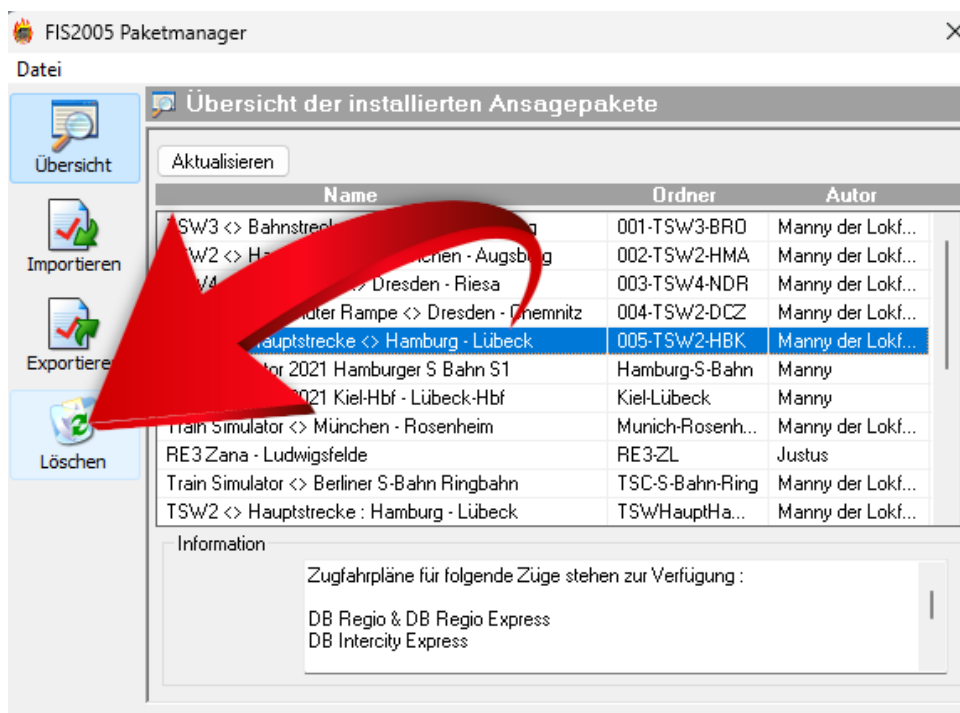 FIS2005 Paketmanager
Datei
Übersicht
Importieren
Exportieren
Löschen
Übersicht der installierten Ansagepakete
Aktualisieren
Name Ordner Autor
TSW3 <> 001-TSW3-BRO Manny der Lokf...
- Augsburg 002-TSW2-HMA Manny der Lokf...
<> Dresden - Riesa 003-TSW4-NDR Manny der Lokf...
Rampe <> Dresden - Chemnitz 004-TSW2-DCZ Manny der Lokf...
Hauptstrecke <> Hamburg - Lübeck 005-TSW2-HBK Manny der Lokf...
2021 Hamburger S Bahn S1 Hamburg-S-Bahn Manny
2021 Kiel-Hbf - Lübeck-Hbf Kiel-Lübeck Manny
Train Simulator <> München - Rosenheim Munich-Rosenh... Manny der Lokf...
RE3 Zana - Ludwigsfelde RE3-ZL Justus
Train Simulator <> Berliner S-Bahn Ringbahn TSC-S-Bahn-Ring Manny der Lokf...
TSW2 <> Hauptstrecke : Hamburg - Lübeck TSWHauptHa... Manny der Lokf...
Information
Zugfahrpläne für folgende Züge stehen zur Verfügung :
DB Regio & DB Regio Express
DB Intercity Express